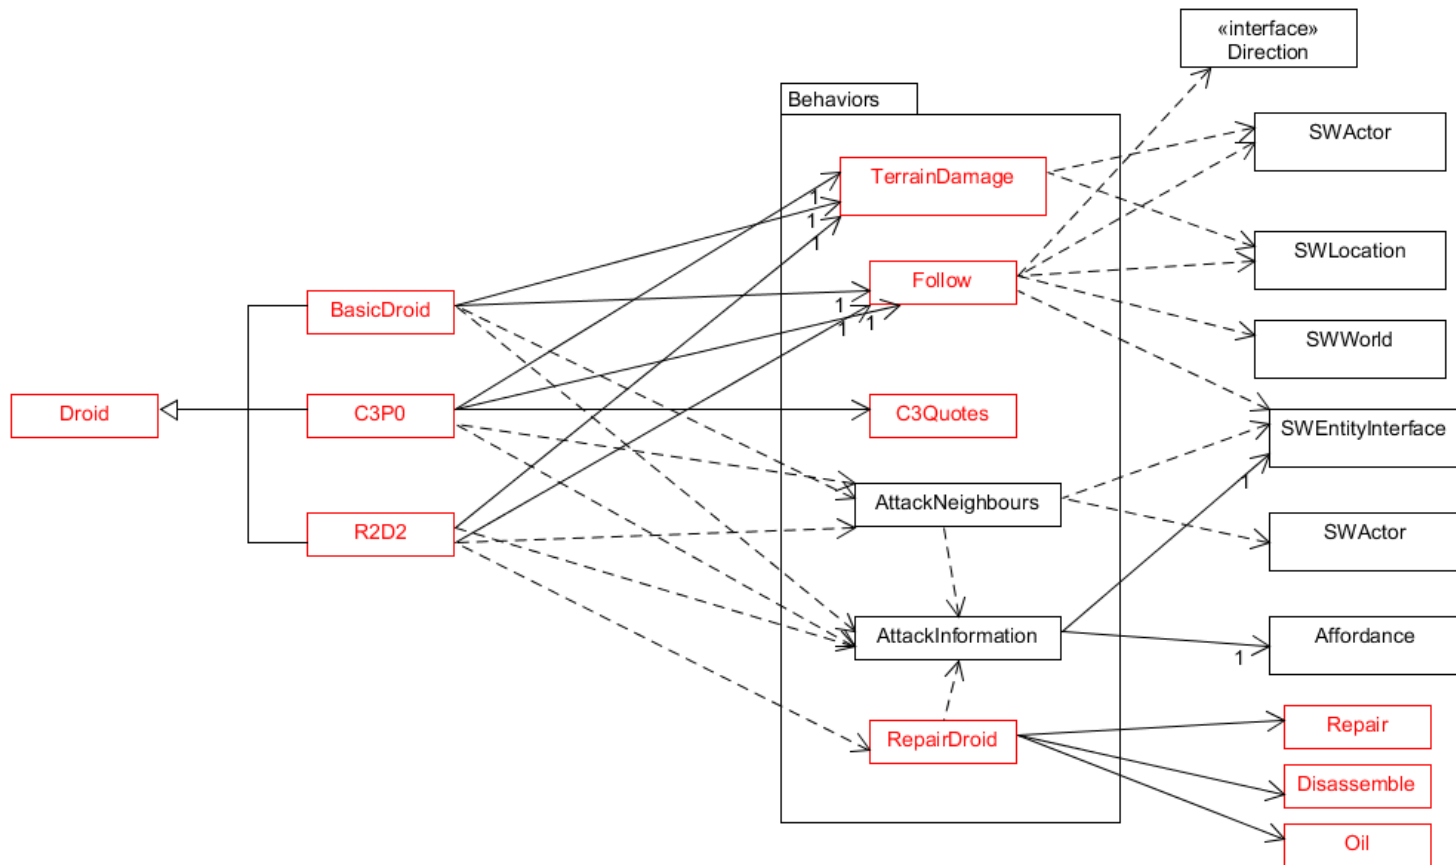 «interface»
Direction
Behaviors
SWActor
TerrainDamage
1
1
1
SWLocation
Follow
BasicDroid
1
1
1
SWWorld
Droid
C3P0
C3Quotes
SWEntityInterface
1
AttackNeighbours
R2D2
SWActor
AttackInformation
Affordance
1
RepairDroid
Repair
Disassemble
Oil